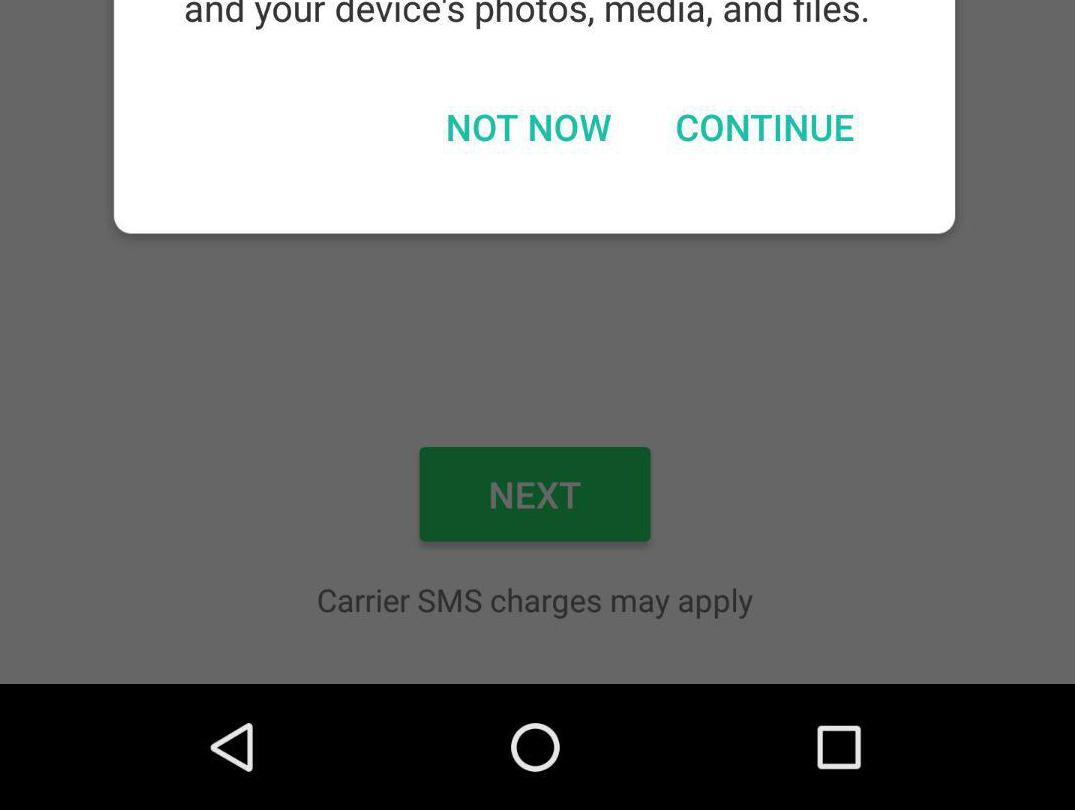 and your device's photos, media, and files.
NOT NOW CONTINUE
NEXT
Carrier SMS charges may apply